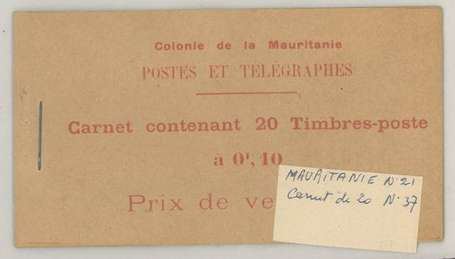 Colonie de la Mauritanie
POSTES ET TÉLÉGRAPHES
Carnet contenant 20 Timbres-poste
à 0f,10
Prix de ve
MAURITANIE N°21
Carnet de 20 N°37